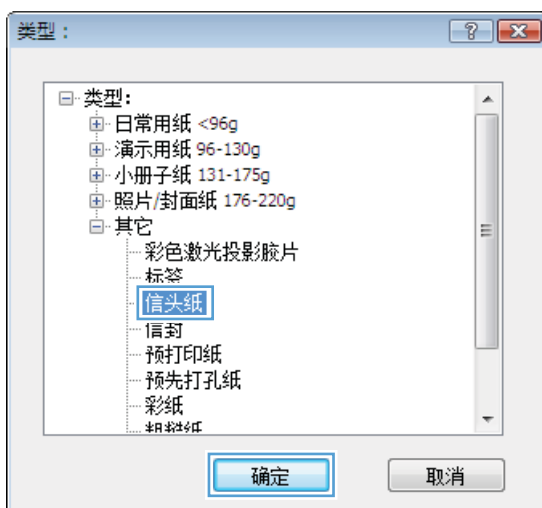 类型：
类型:
日常用纸 <96g
演示用纸 96-130g
小册子纸 131-175g
照片/封面纸 176-220g
其它
彩色激光投影胶片
标签
信头纸
信封
预打印纸
预先打孔纸
彩纸
粗糙纸
确定
取消